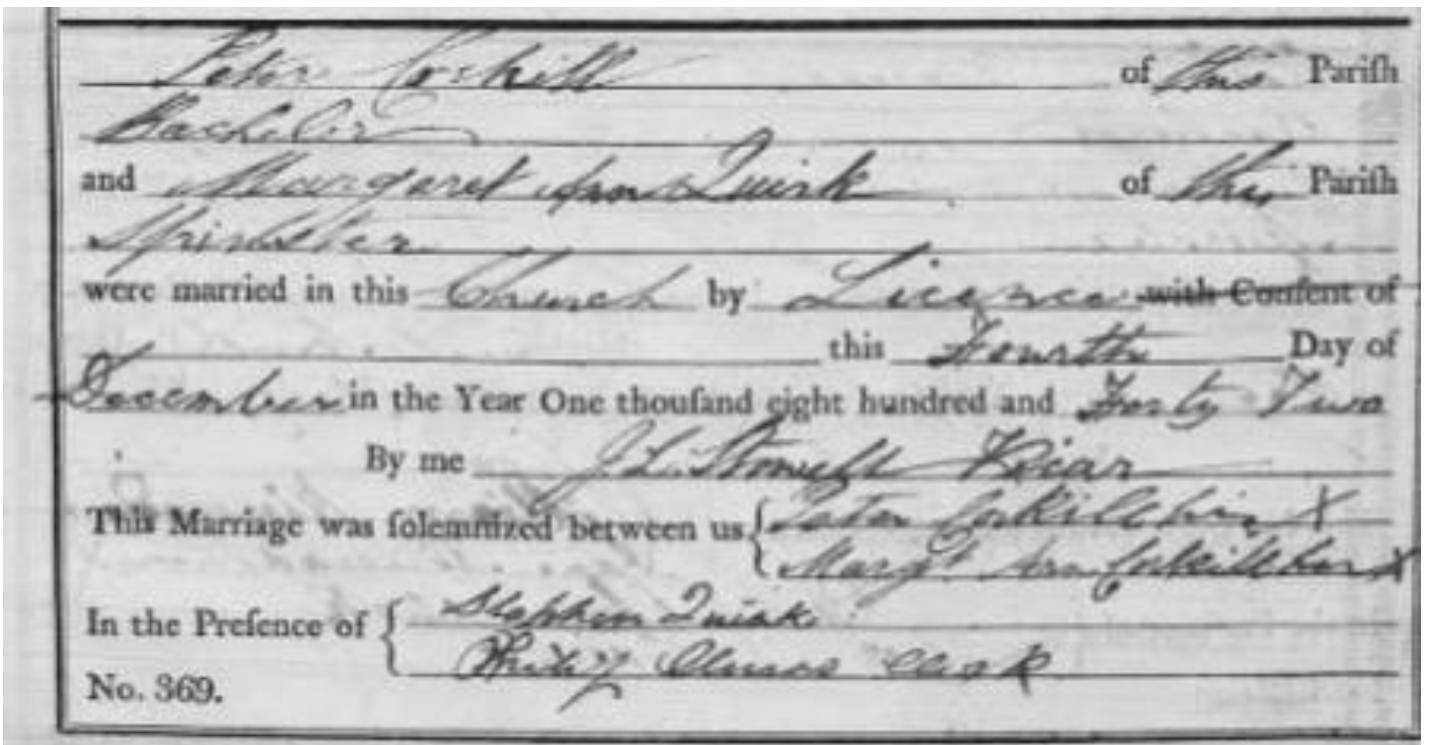 Peter Corkill of this Pariſh
Bachelor
and Margaret Ann Quirk of this Pariſh
Spinster
were married in this Church by Licence with Conſent of
this Fourth Day of
December in the Year One thouſand eight hundred and Forty Two
By me J L Stowell Vicar
This Marriage was ſolemnized between us Peter Corkill his X
Margt Ann Corkill her X
In the Preſence of Stephen Quirk
Philip Clerk
No. 369.